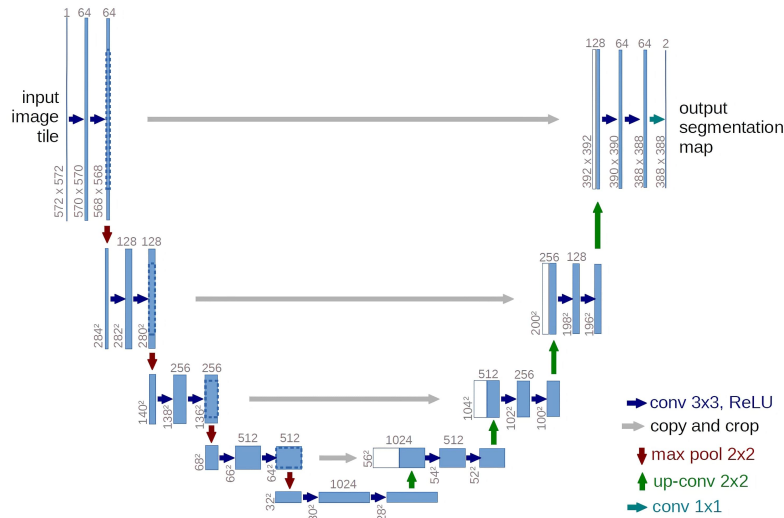 1 64 64
128 64 64 2
input
image
tile
output
segmentation
map
572 x 572
570 x 570
568 x 568
392 x 392
390 x 390
388 x 388
388 x 388
128 128
256 128
284²
282²
280²
200²
198²
196²
256 256
512 256
140²
138²
136²
104²
102²
100²
512 512
1024 512
68²
66²
64²
56²
54²
52²
1024
32²
30²
28²
conv 3x3, ReLU
copy and crop
max pool 2x2
up-conv 2x2
conv 1x1